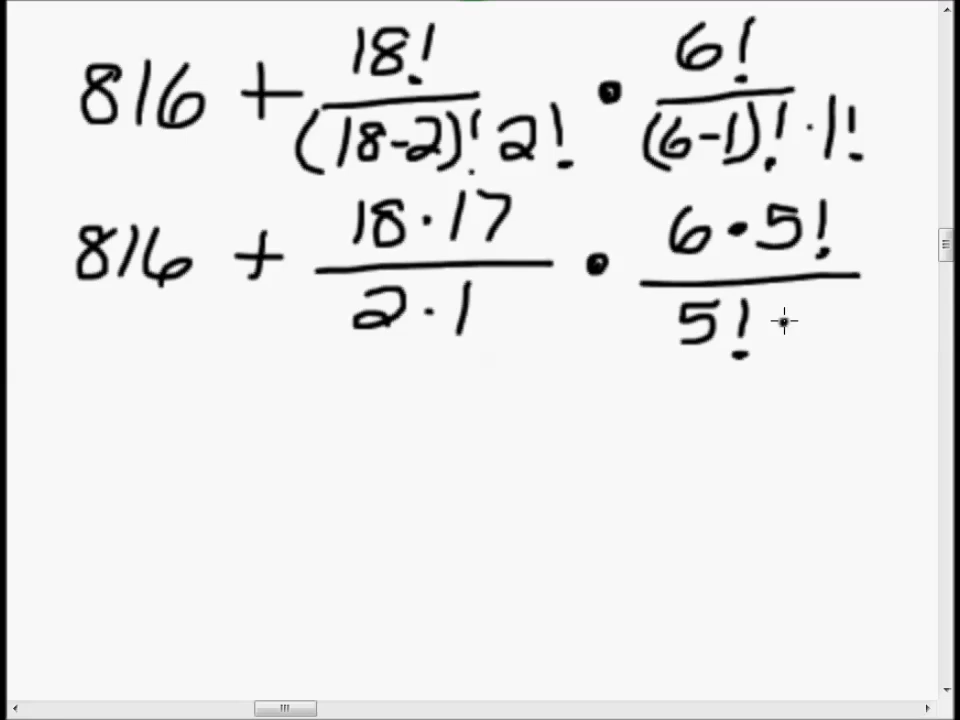 816 + 18!/((18-2)! 2!) • 6!/((6-1)! · 1!)
816 + (18 · 17)/(2 · 1) • (6 • 5!)/(5!)